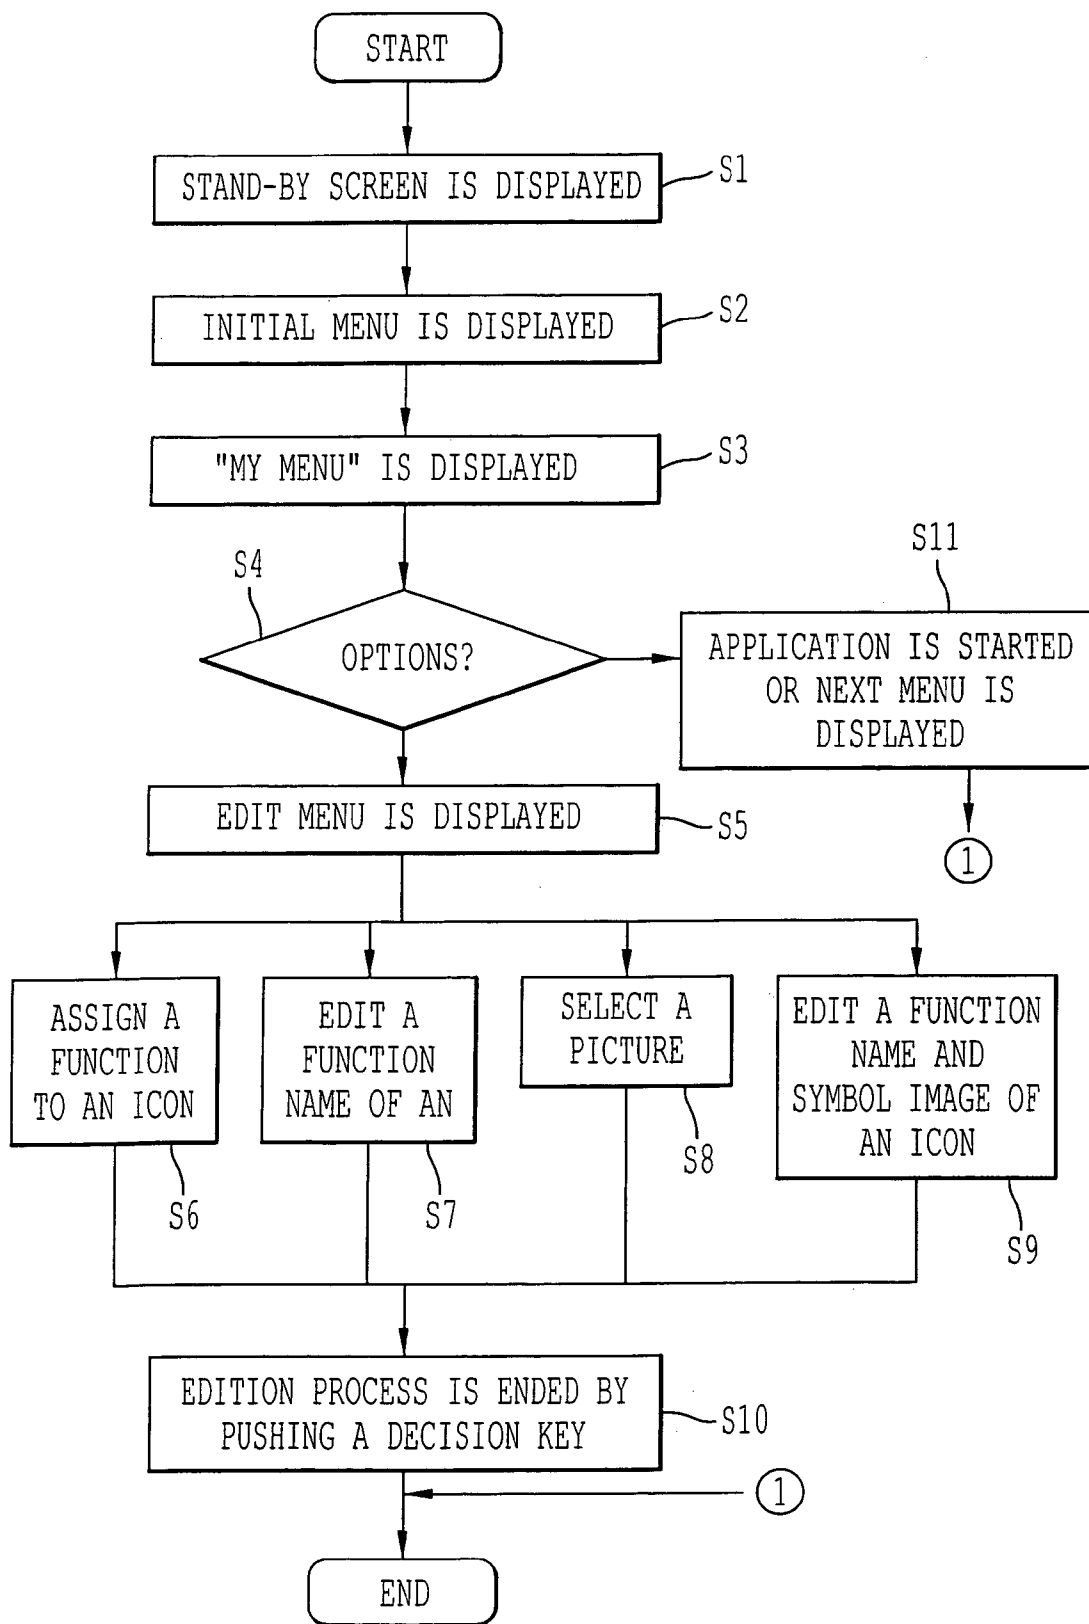 START
STAND-BY SCREEN IS DISPLAYED
S1
INITIAL MENU IS DISPLAYED
S2
"MY MENU" IS DISPLAYED
S3
S4
OPTIONS?
S11
APPLICATION IS STARTED
OR NEXT MENU IS
DISPLAYED
1
EDIT MENU IS DISPLAYED
S5
ASSIGN A
FUNCTION
TO AN ICON
S6
EDIT A
FUNCTION
NAME OF AN
S7
SELECT A
PICTURE
S8
EDIT A FUNCTION
NAME AND
SYMBOL IMAGE OF
AN ICON
S9
EDITION PROCESS IS ENDED BY
PUSHING A DECISION KEY
S10
1
END